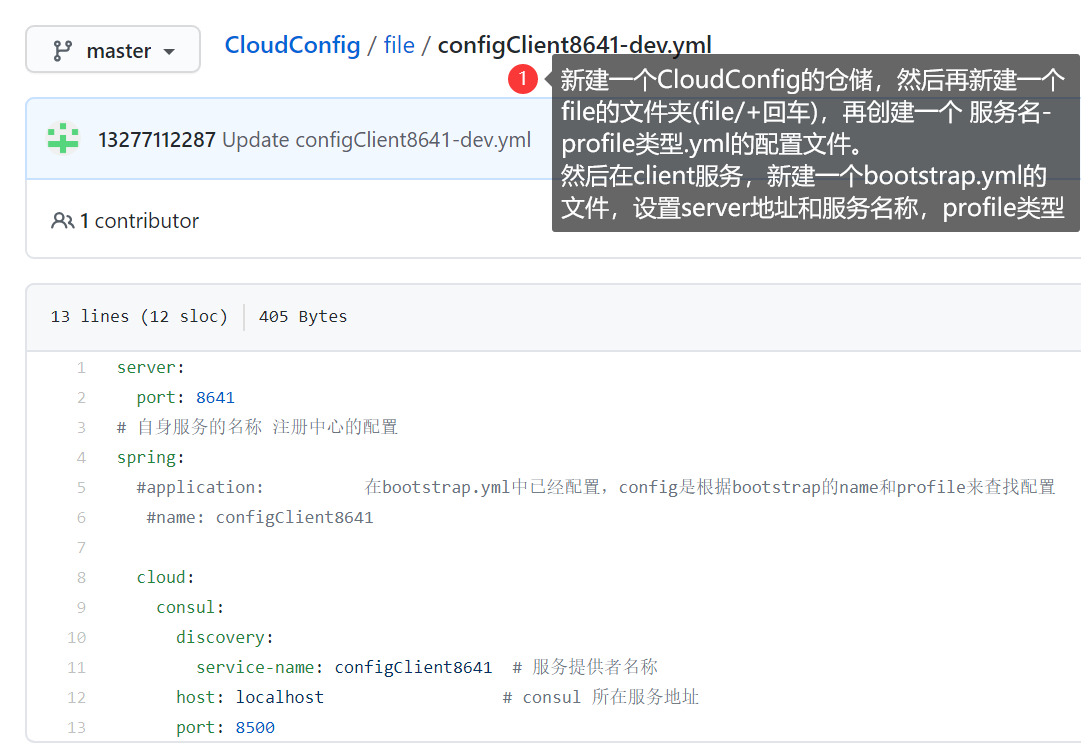 master
CloudConfig / file / configClient8641-dev.yml
1
新建一个CloudConfig的仓储，然后再新建一个
file的文件夹(file/+回车)，再创建一个 服务名-
profile类型.yml的配置文件。
然后在client服务，新建一个bootstrap.yml的
文件，设置server地址和服务名称，profile类型
13277112287 Update configClient8641-dev.yml
1 contributor
13 lines (12 sloc) 405 Bytes
1 server:
2   port: 8641
3 # 自身服务的名称 注册中心的配置
4 spring:
5   #application:          在bootstrap.yml中已经配置，config是根据bootstrap的name和profile来查找配置
6    #name: configClient8641
7
8   cloud:
9     consul:
10       discovery:
11         service-name: configClient8641  # 服务提供者名称
12       host: localhost                  # consul 所在服务地址
13       port: 8500